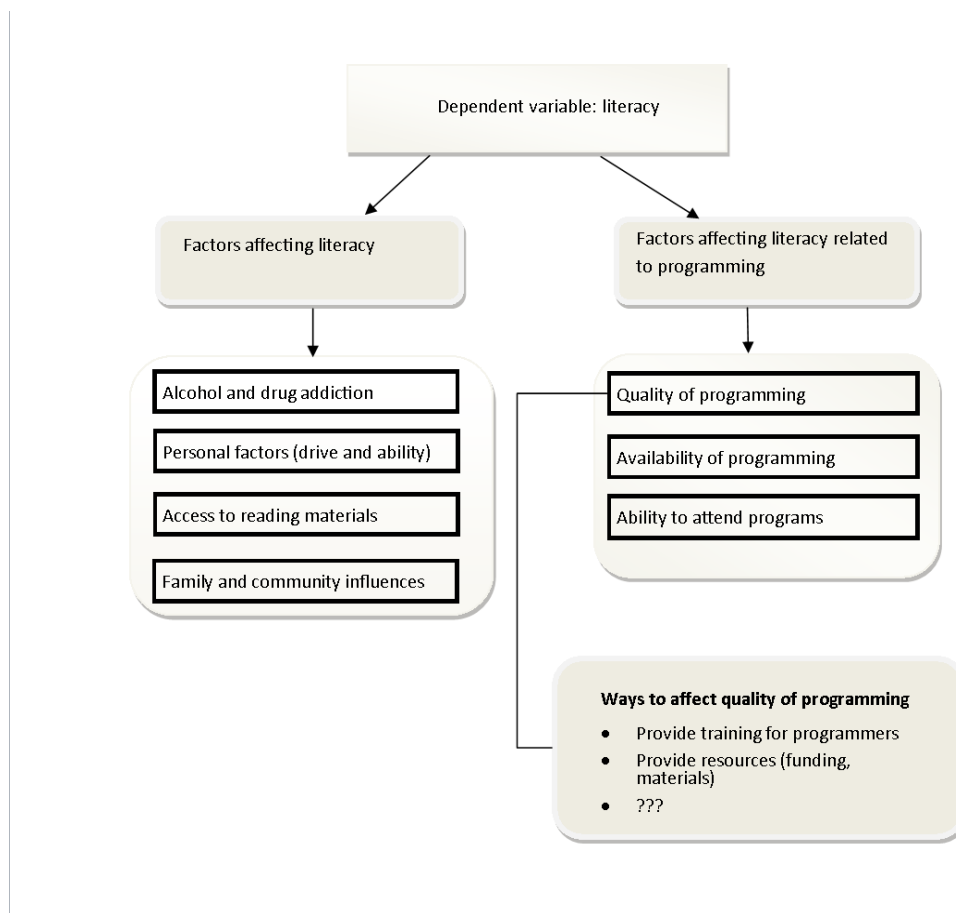 Dependent variable: literacy
Factors affecting literacy
Factors affecting literacy related
to programming
Alcohol and drug addiction
Personal factors (drive and ability)
Access to reading materials
Family and community influences
Quality of programming
Availability of programming
Ability to attend programs
Ways to affect quality of programming
• Provide training for programmers
• Provide resources (funding,
materials)
• ???